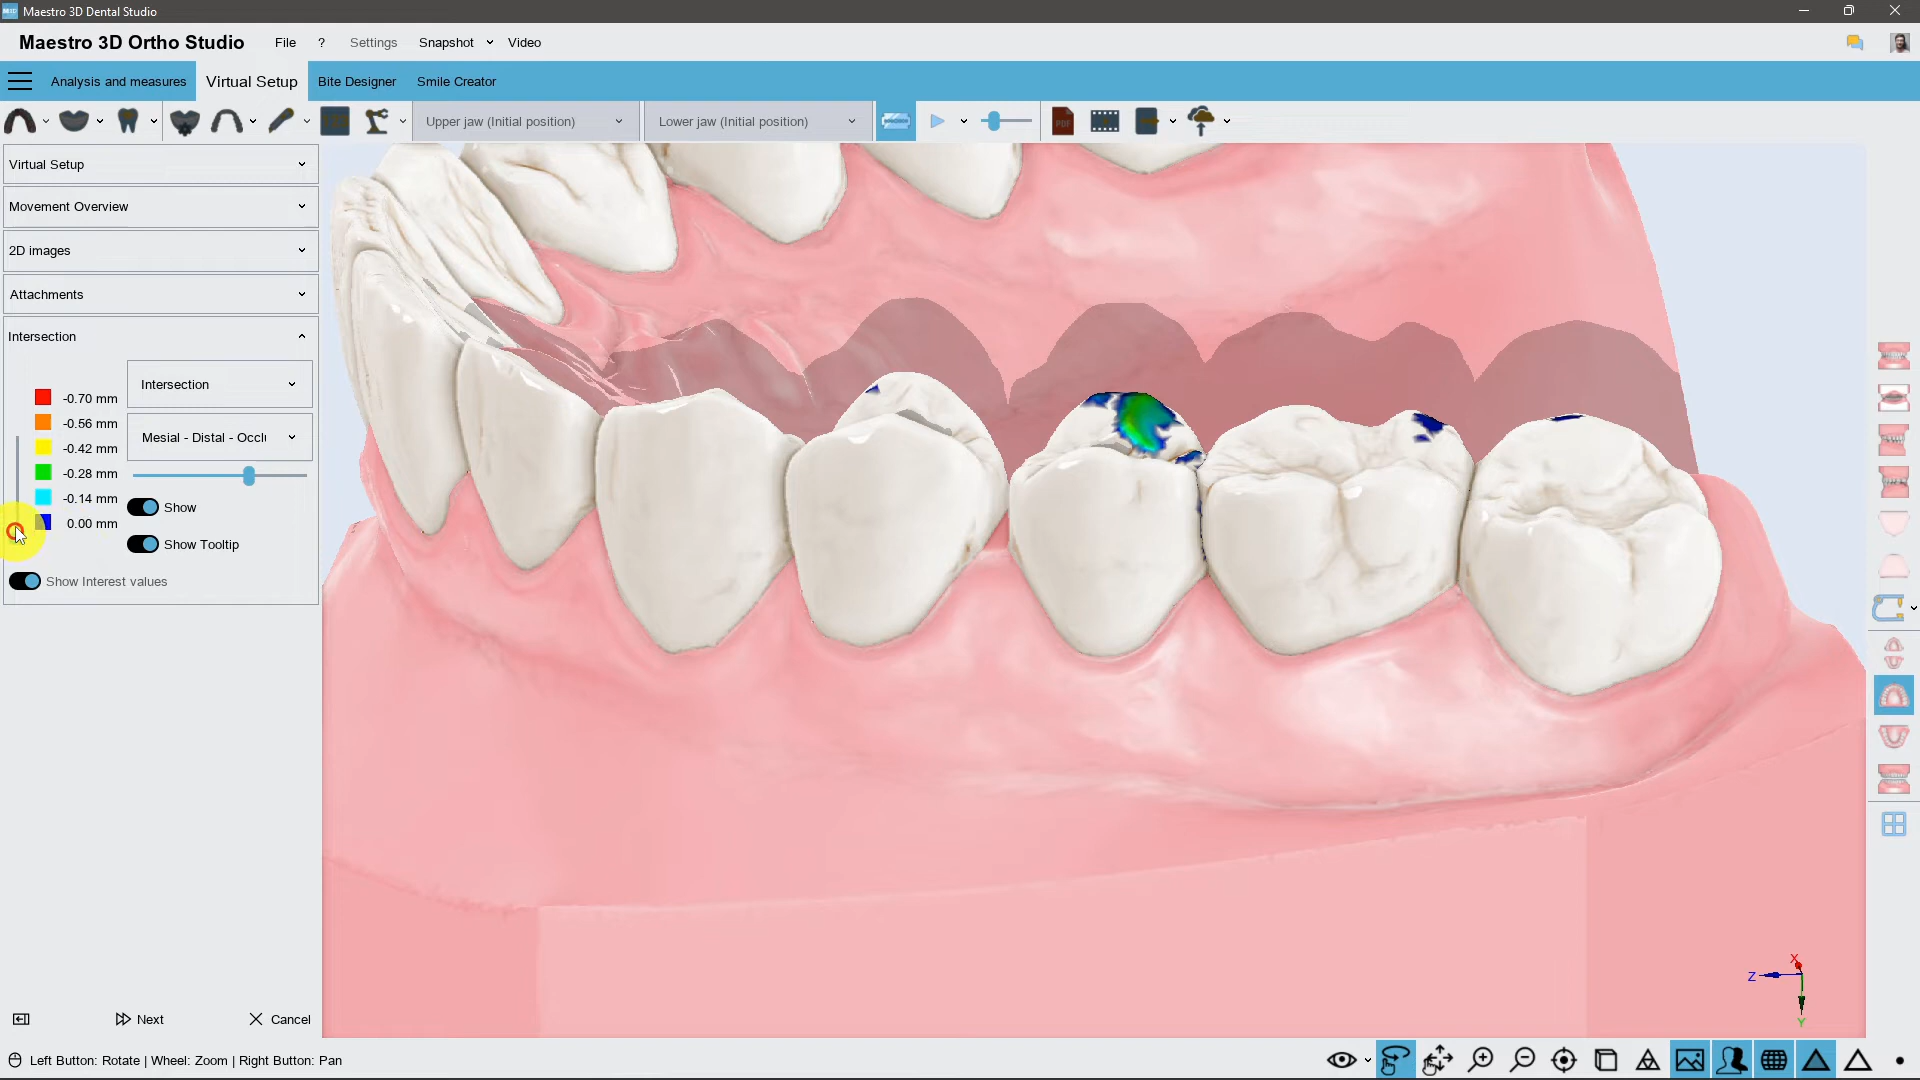 Maestro 3D Dental Studio
Maestro 3D Ortho Studio File ? Settings Snapshot Video
Analysis and measures Virtual Setup Bite Designer Smile Creator
Upper jaw (Initial position) Lower jaw (Initial position)
PDF
Virtual Setup
Movement Overview
2D images
Attachments
Intersection
Intersection
-0.70 mm
-0.56 mm
-0.42 mm
Mesial - Distal - Occlu
-0.28 mm
-0.14 mm
0.00 mm
Show
Show Tooltip
Show Interest values
X
Z
Y
Next Cancel
Left Button: Rotate | Wheel: Zoom | Right Button: Pan